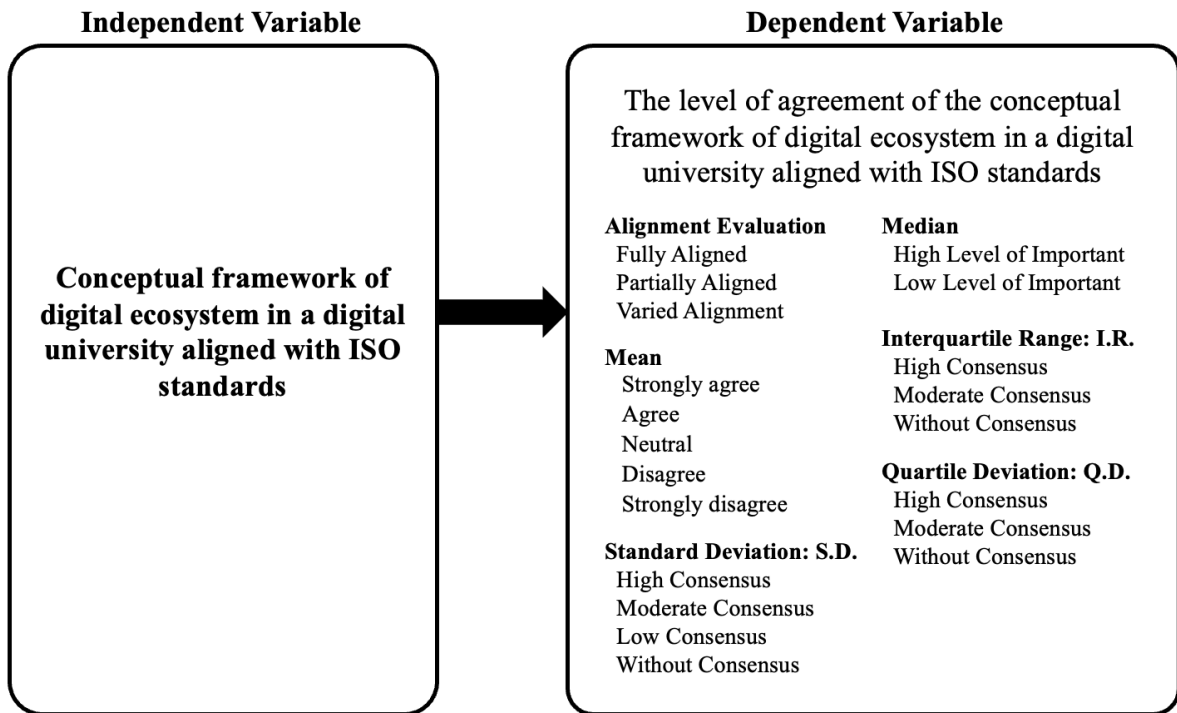 Independent Variable
Conceptual framework of
digital ecosystem in a digital
university aligned with ISO
standards
Dependent Variable
The level of agreement of the conceptual
framework of digital ecosystem in a digital
university aligned with ISO standards
Alignment Evaluation
Fully Aligned
Partially Aligned
Varied Alignment
Mean
Strongly agree
Agree
Neutral
Disagree
Strongly disagree
Standard Deviation: S.D.
High Consensus
Moderate Consensus
Low Consensus
Without Consensus
Median
High Level of Important
Low Level of Important
Interquartile Range: I.R.
High Consensus
Moderate Consensus
Without Consensus
Quartile Deviation: Q.D.
High Consensus
Moderate Consensus
Without Consensus